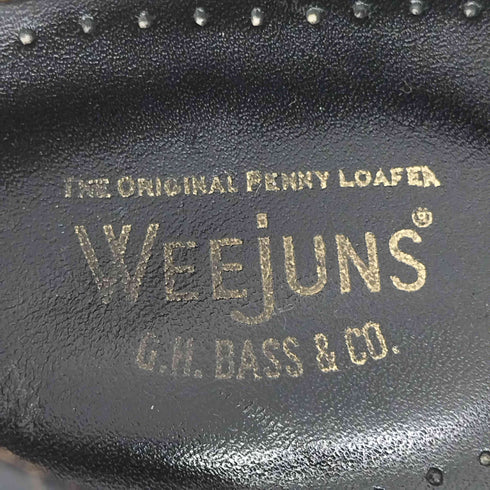 THE ORIGINAL PENNY LOAFER
WEEJUNS®
G.H. BASS & CO.